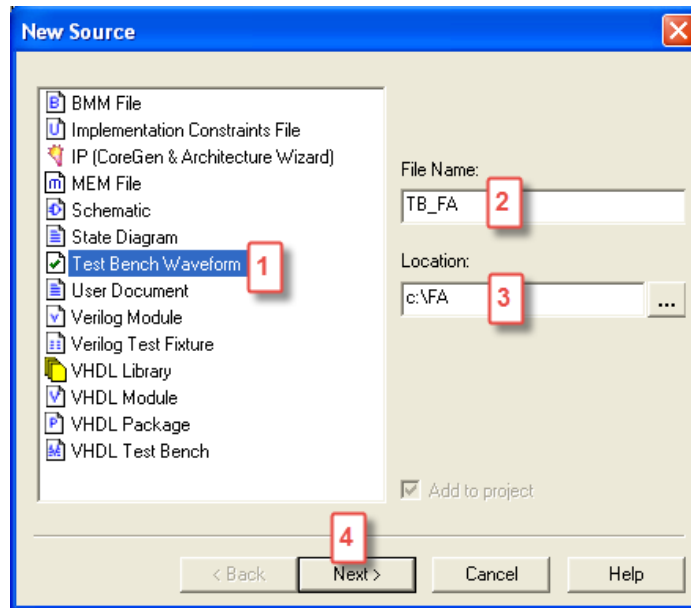 New Source
BMM File
Implementation Constraints File
IP (CoreGen & Architecture Wizard)
MEM File
Schematic
State Diagram
Test Bench Waveform 1
User Document
Verilog Module
Verilog Test Fixture
VHDL Library
VHDL Module
VHDL Package
VHDL Test Bench
File Name:
TB_FA 2
Location:
c:\FA 3
...
Add to project
4
< Back Next > Cancel Help